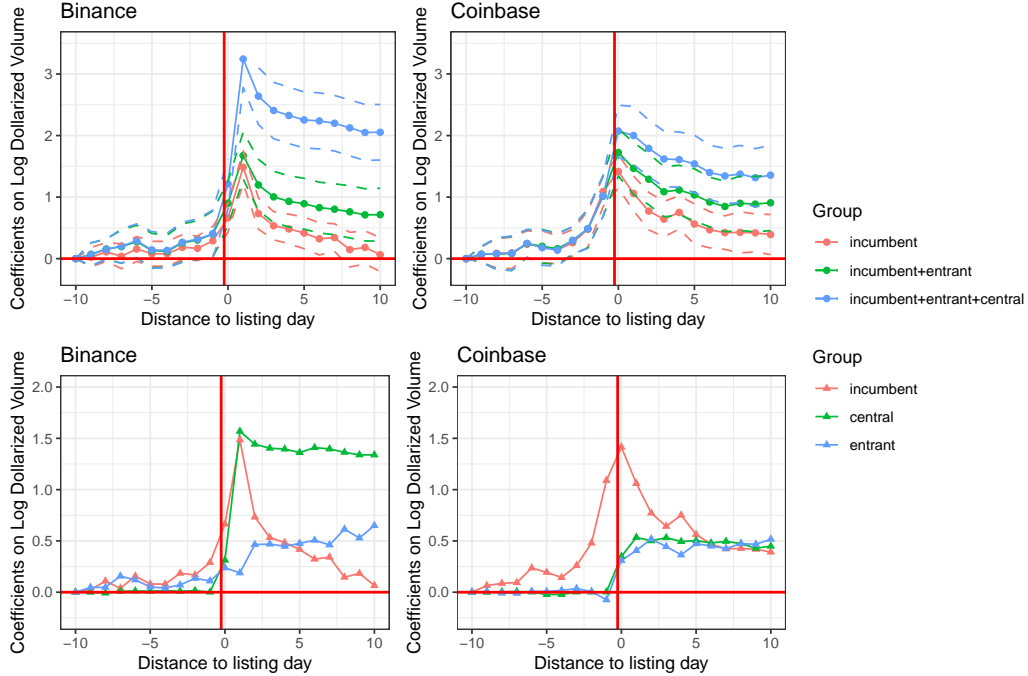 Binance
Coefficients on Log Dollarized Volume
3
2
1
0
−10
−5
0
5
10
Distance to listing day
Coinbase
Coefficients on Log Dollarized Volume
3
2
1
0
−10
−5
0
5
10
Distance to listing day
Group
incumbent
incumbent+entrant
incumbent+entrant+central
Binance
Coefficients on Log Dollarized Volume
2.0
1.5
1.0
0.5
0.0
−10
−5
0
5
10
Distance to listing day
Coinbase
Coefficients on Log Dollarized Volume
2.0
1.5
1.0
0.5
0.0
−10
−5
0
5
10
Distance to listing day
Group
incumbent
central
entrant